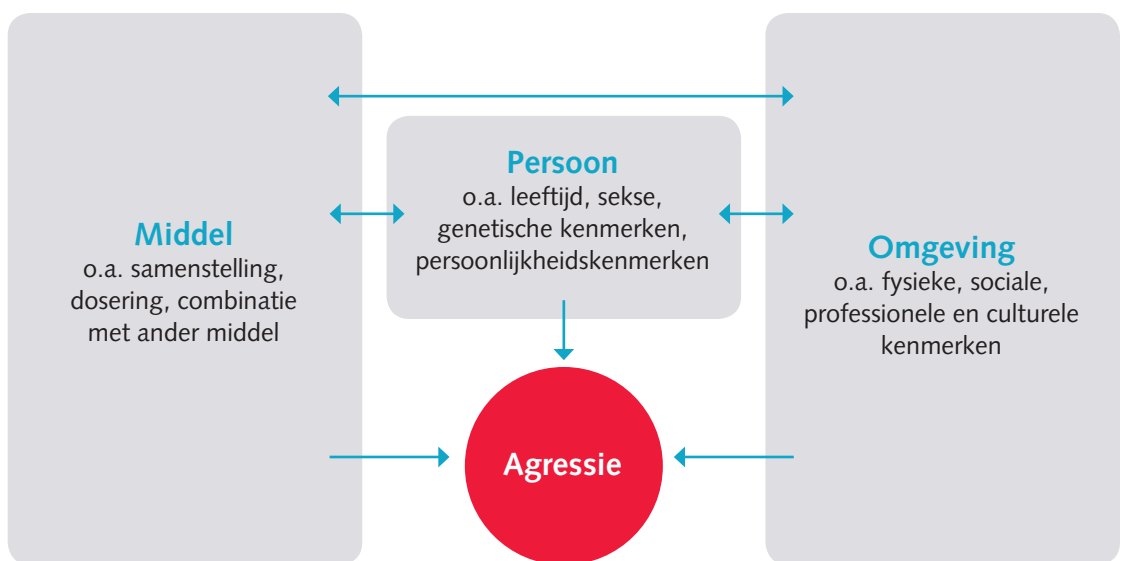 Persoon
o.a. leeftijd, sekse,
genetische kenmerken,
persoonlijkheidskenmerken
Middel
o.a. samenstelling,
dosering, combinatie
met ander middel
Omgeving
o.a. fysieke, sociale,
professionele en culturele
kenmerken
Agressie